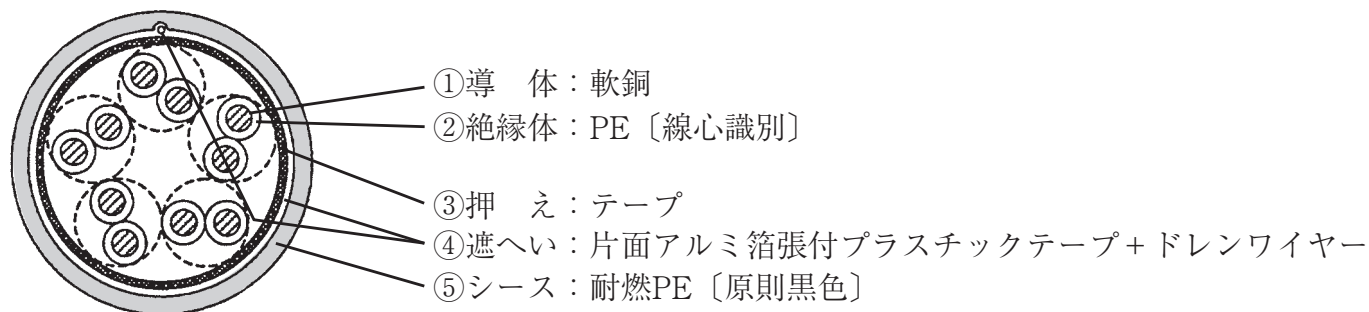 ①導　体：軟銅
②絶縁体：PE〔線心識別〕
③押　え：テープ
④遮へい：片面アルミ箔張付プラスチックテープ＋ドレンワイヤー
⑤シース：耐燃PE〔原則黒色〕